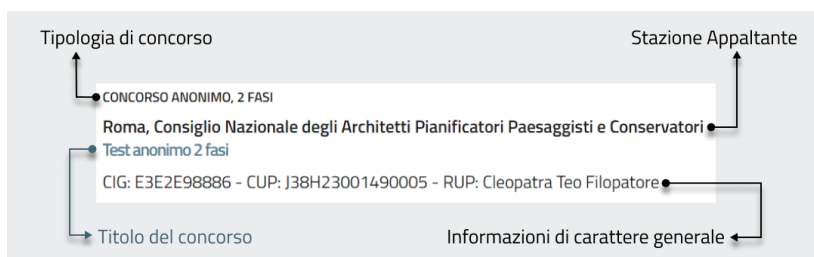 Tipologia di concorso
Stazione Appaltante
CONCORSO ANONIMO, 2 FASI
Roma, Consiglio Nazionale degli Architetti Pianificatori Paesaggisti e Conservatori
Test anonimo 2 fasi
CIG: E3E2E98886 - CUP: J38H23001490005 - RUP: Cleopatra Teo Filopatore
Titolo del concorso
Informazioni di carattere generale